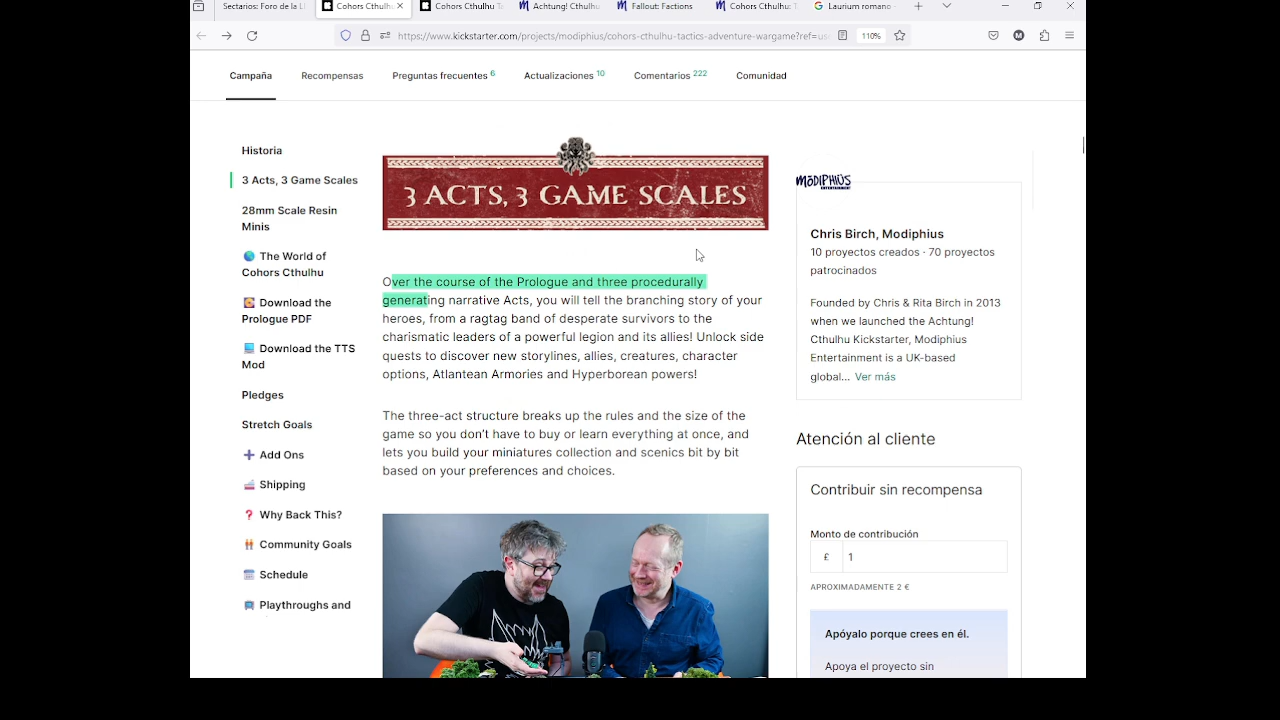 Sectarios: Foro de la Li
Cohors Cthulhu
Cohors Cthulhu Ta
Achtung! Cthulhu
Fallout: Factions
Cohors Cthulhu: T
Laurium romano
https://www.kickstarter.com/projects/modiphius/cohors-cthulhu-tactics-adventure-wargame?ref=us
110%
Campaña
Recompensas
Preguntas frecuentes 6
Actualizaciones 10
Comentarios 222
Comunidad
Historia
3 Acts, 3 Game Scales
28mm Scale Resin
Minis
The World of
Cohors Cthulhu
Download the
Prologue PDF
Download the TTS
Mod
Pledges
Stretch Goals
Add Ons
Shipping
Why Back This?
Community Goals
Schedule
Playthroughs and
3 ACTS, 3 GAME SCALES
Over the course of the Prologue and three procedurally
generating narrative Acts, you will tell the branching story of your
heroes, from a ragtag band of desperate survivors to the
charismatic leaders of a powerful legion and its allies! Unlock side
quests to discover new storylines, allies, creatures, character
options, Atlantean Armories and Hyperborean powers!
The three-act structure breaks up the rules and the size of the
game so you don't have to buy or learn everything at once, and
lets you build your miniatures collection and scenics bit by bit
based on your preferences and choices.
MODIPHIUS
ENTERTAINMENT
Chris Birch, Modiphius
10 proyectos creados · 70 proyectos
patrocinados
Founded by Chris & Rita Birch in 2013
when we launched the Achtung!
Cthulhu Kickstarter, Modiphius
Entertainment is a UK-based
global... Ver más
Atención al cliente
Contribuir sin recompensa
Monto de contribución
£ 1
APROXIMADAMENTE 2 €
Apóyalo porque crees en él.
Apoya el proyecto sin